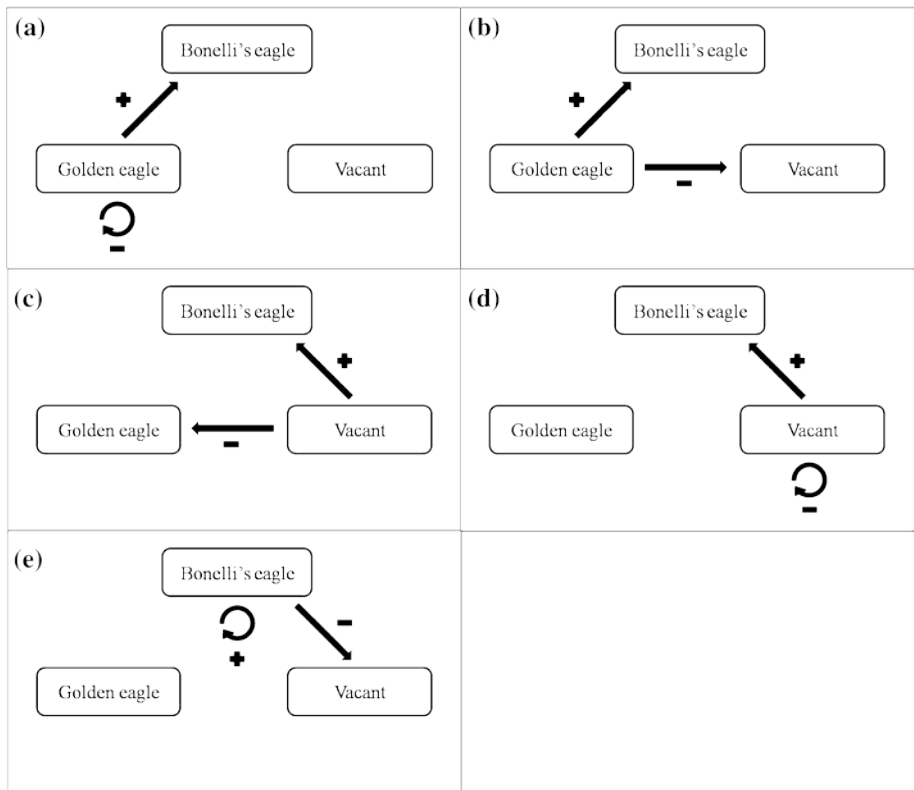 (a)
Bonelli's eagle
+
Golden eagle
Vacant
-
(b)
Bonelli's eagle
+
Golden eagle
Vacant
-
(c)
Bonelli's eagle
+
Golden eagle
Vacant
-
(d)
Bonelli's eagle
+
Golden eagle
Vacant
-
(e)
Bonelli's eagle
-
+
Golden eagle
Vacant